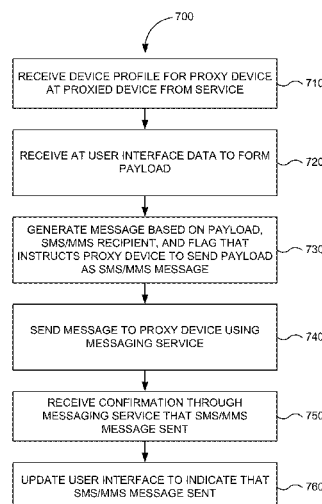 700
RECEIVE DEVICE PROFILE FOR PROXY DEVICE
AT PROXIED DEVICE FROM SERVICE
710
RECEIVE AT USER INTERFACE DATA TO FORM
PAYLOAD
720
GENERATE MESSAGE BASED ON PAYLOAD,
SMS/MMS RECIPIENT, AND FLAG THAT
INSTRUCTS PROXY DEVICE TO SEND PAYLOAD
AS SMS/MMS MESSAGE
730
SEND MESSAGE TO PROXY DEVICE USING
MESSAGING SERVICE
740
RECEIVE CONFIRMATION THROUGH
MESSAGING SERVICE THAT SMS/MMS
MESSAGE SENT
750
UPDATE USER INTERFACE TO INDICATE THAT
SMS/MMS MESSAGE SENT
760